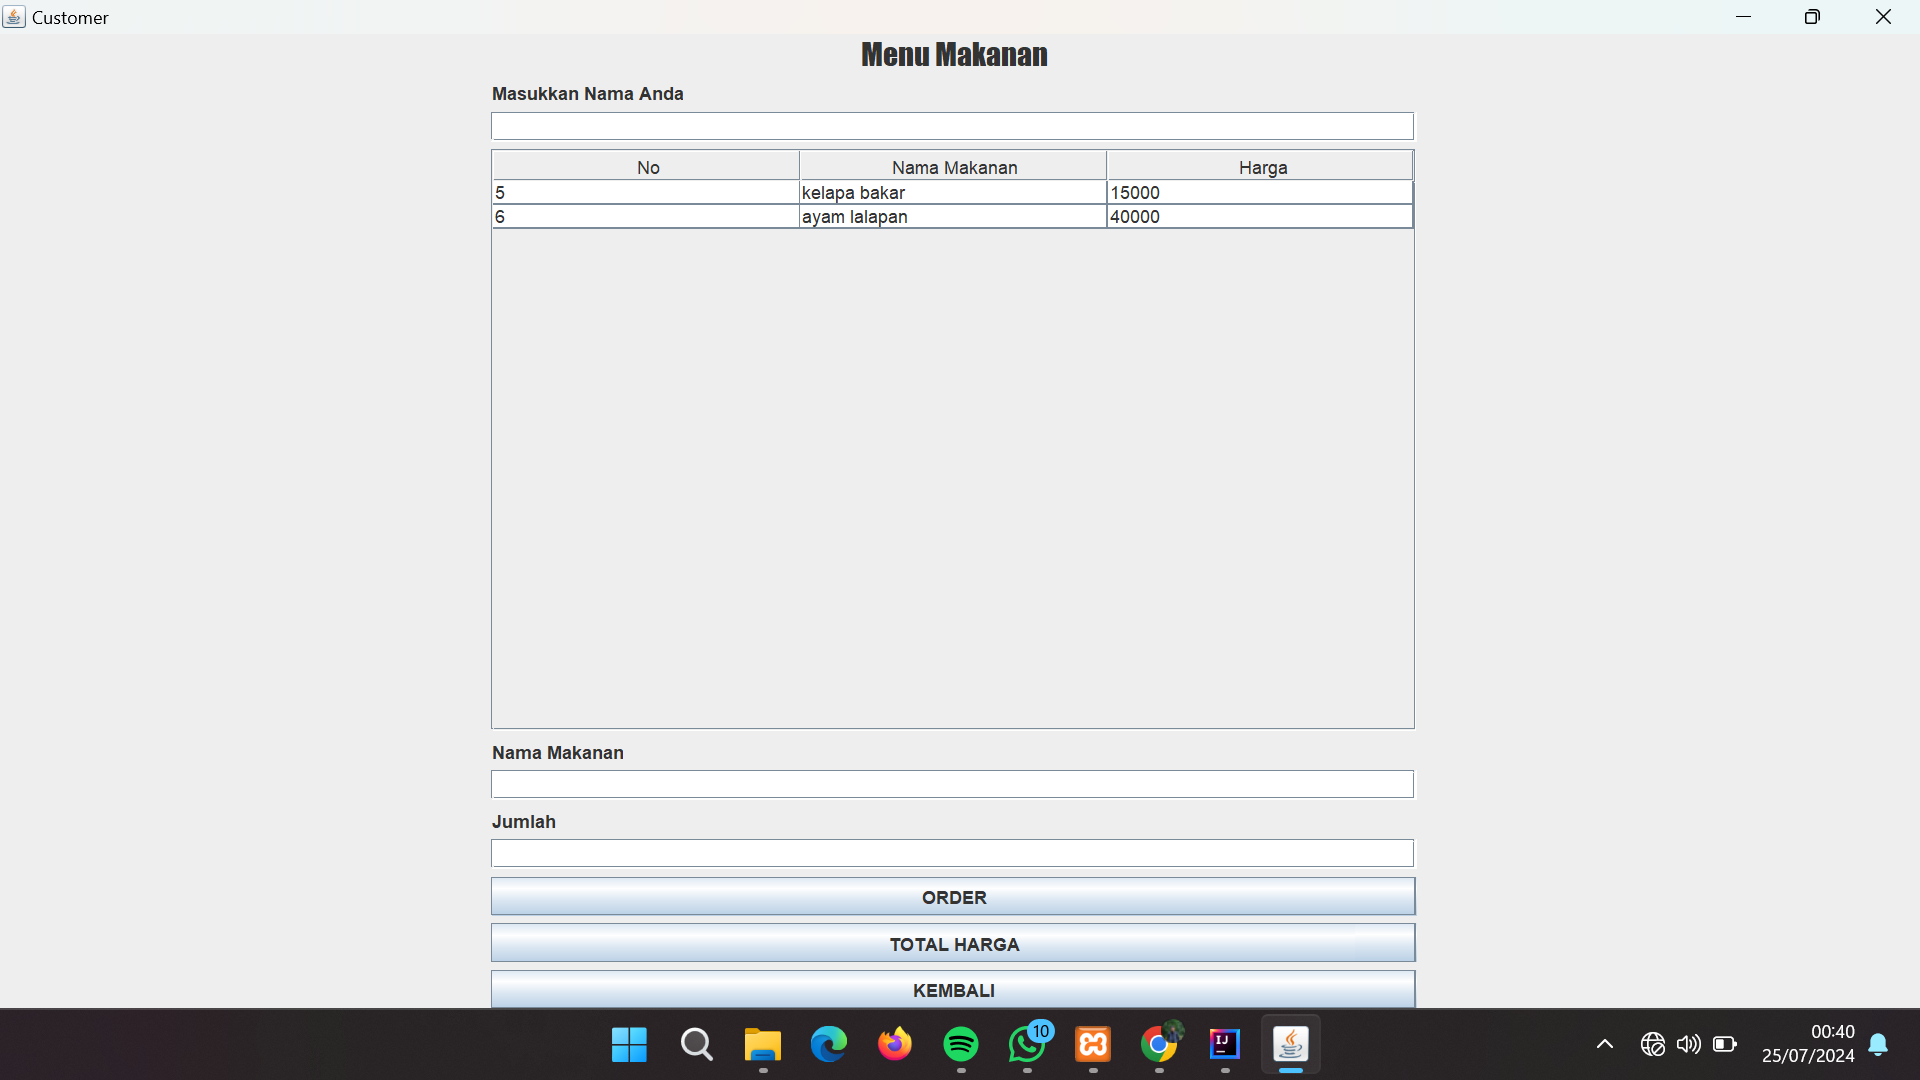 Customer
Menu Makanan
Masukkan Nama Anda
No Nama Makanan Harga
5 kelapa bakar 15000
6 ayam lalapan 40000
Nama Makanan
Jumlah
ORDER
TOTAL HARGA
KEMBALI
10
IJ
00:40
25/07/2024